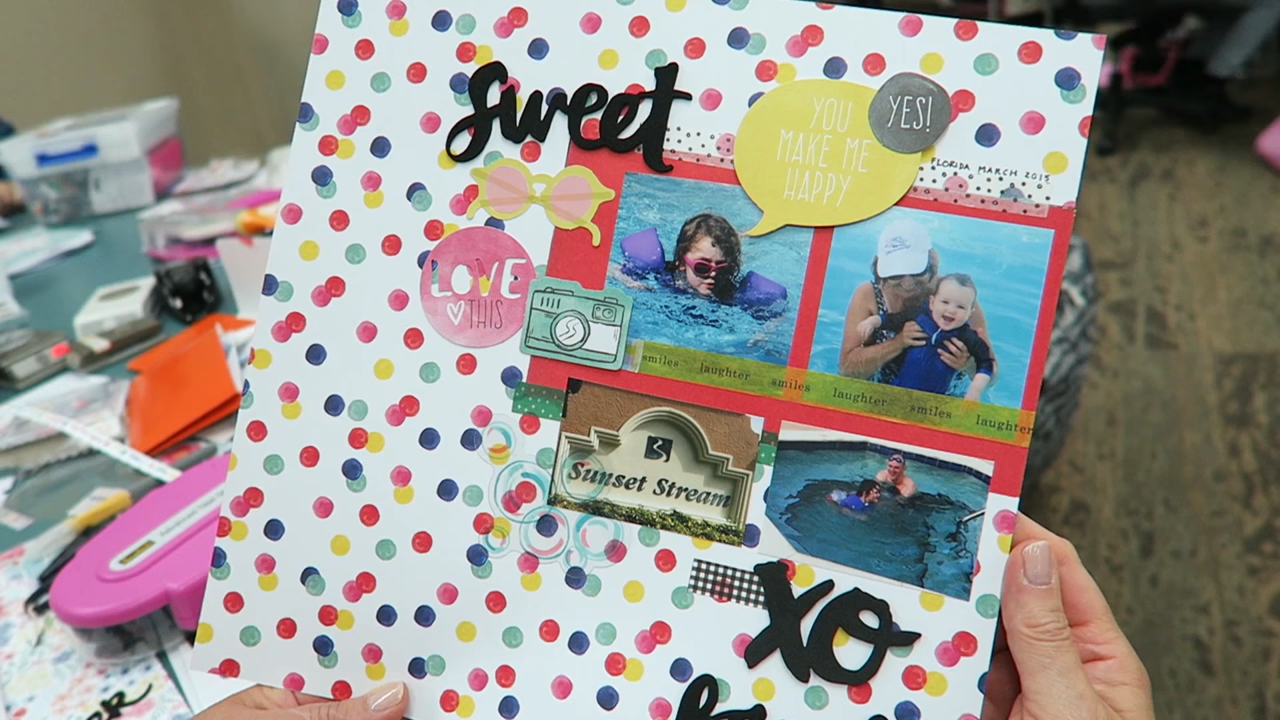 sweet
YOU
MAKE ME
HAPPY
YES!
FLORIDA MARCH 2015
LOVE
THIS
smiles laughter smiles laughter smiles laughter
Sunset Stream
XO